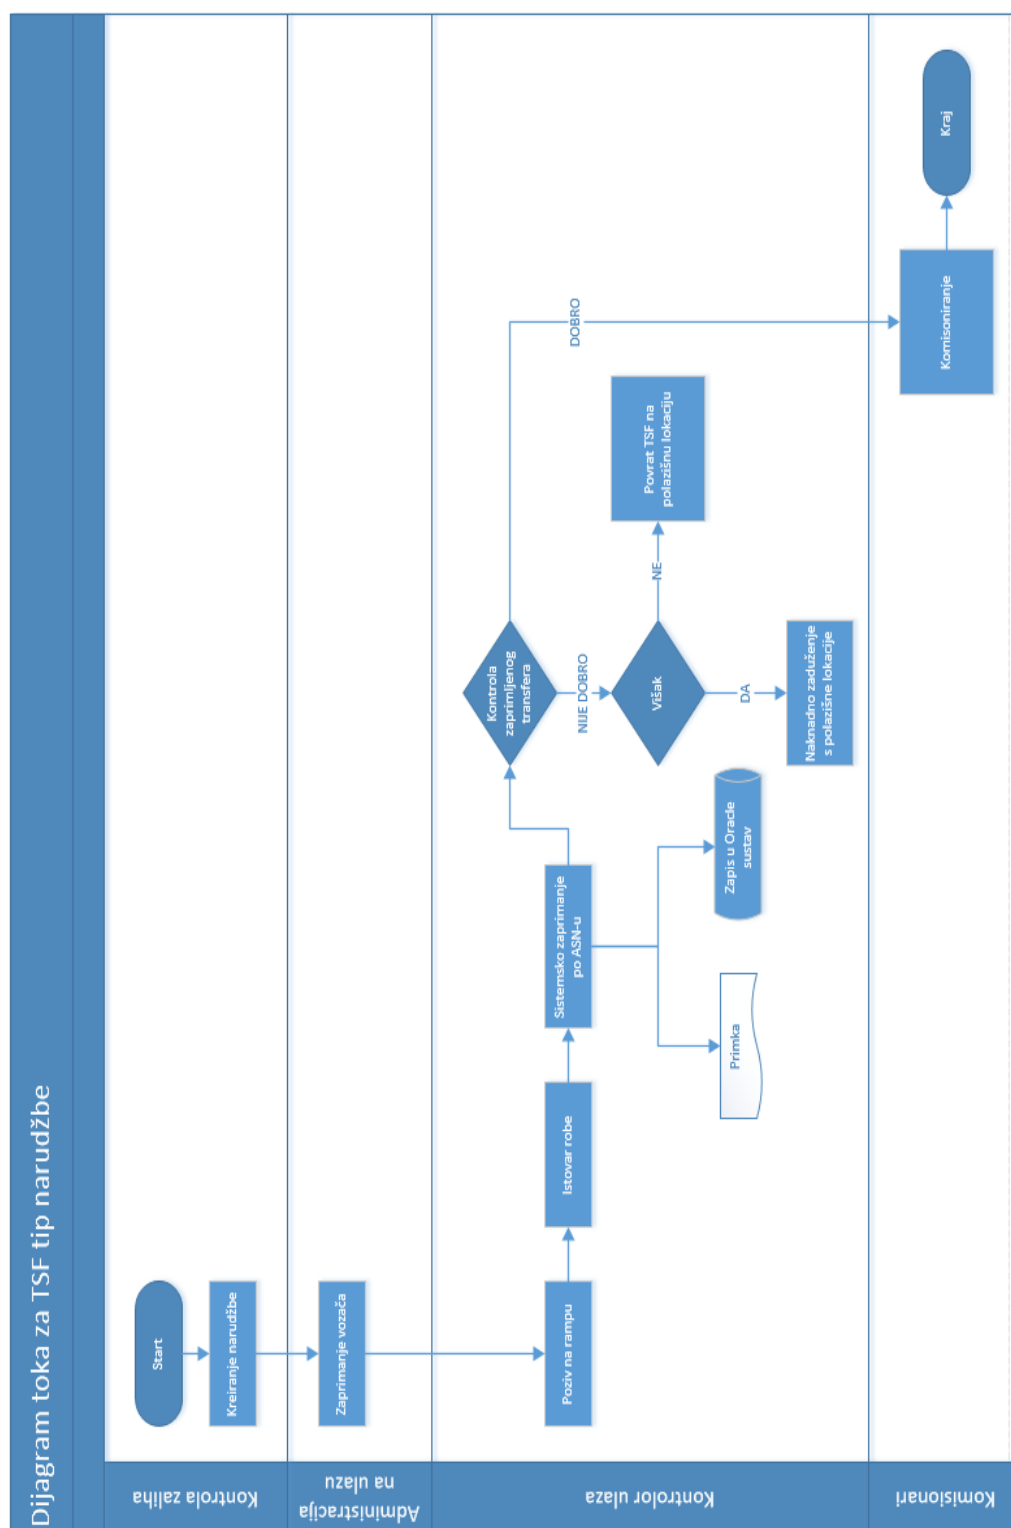 Dijagram toka za TSF tip narudžbe
Kontrola zaliha
Start
Kreiranje narudžbe
Administracija
na ulazu
Zaprimanje vozača
Kontrolor ulaza
Poziv na rampu
Istovar robe
Sistemsko zaprimanje
po ASN-u
Primka
Zapis u Oracle
sustav
Kontrola
zaprimljenog
transfera
NIJE DOBRO
DOBRO
Višak
NE
DA
Povrat TSF na
polazišnu lokaciju
Naknadno zaduženje
s polazišne lokacije
Komisionari
Komisoniranje
Kraj